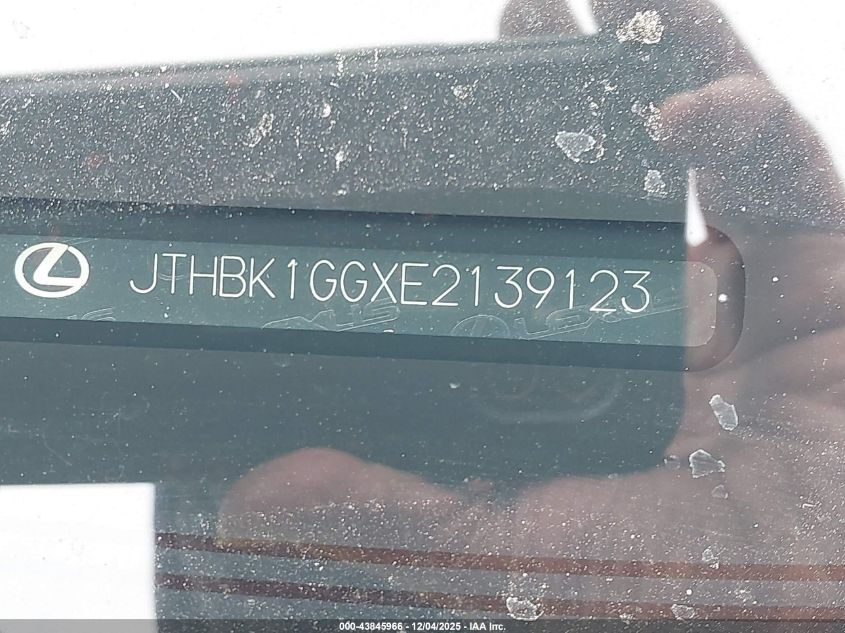 JTHBK1GGXE2139123
000-43845966 - 12/04/2025 - IAA Inc.